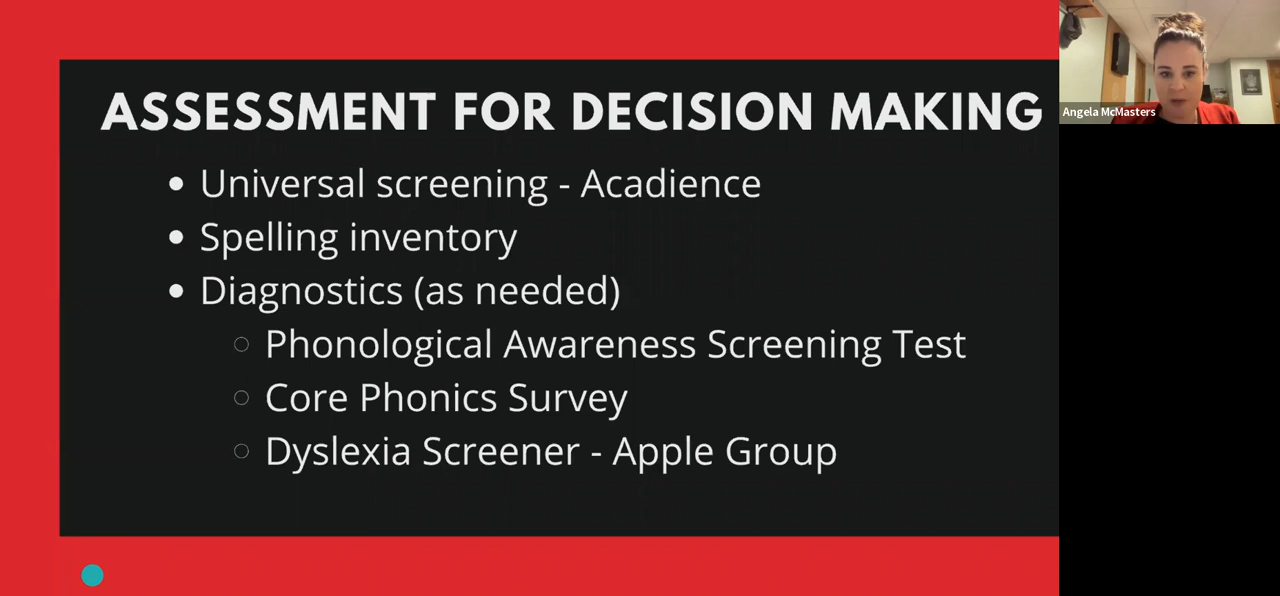 ASSESSMENT FOR DECISION MAKING
Angela McMasters
Universal screening - Acadience
Spelling inventory
Diagnostics (as needed)
Phonological Awareness Screening Test
Core Phonics Survey
Dyslexia Screener - Apple Group